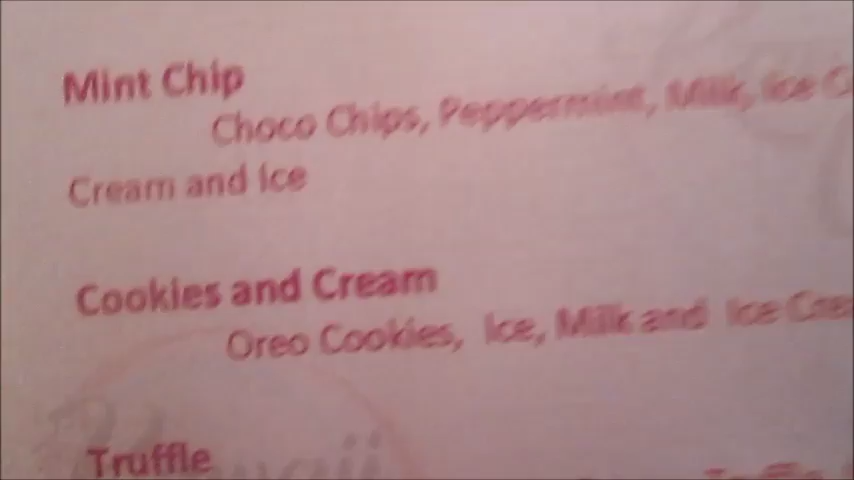 Mint Chip
Choco Chips, Peppermint, Milk, Ice C
Cream and Ice
Cookies and Cream
Oreo Cookies, Ice, Milk and Ice Crea
Truffle